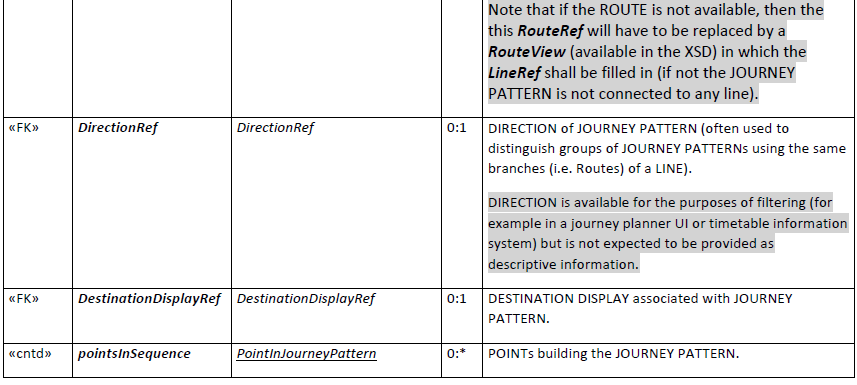 Note that if the ROUTE is not available, then the
this RouteRef will have to be replaced by a
RouteView (available in the XSD) in which the
LineRef shall be filled in (if not the JOURNEY
PATTERN is not connected to any line).
«FK» DirectionRef DirectionRef 0:1 DIRECTION of JOURNEY PATTERN (often used to
distinguish groups of JOURNEY PATTERNs using the same
branches (i.e. Routes) of a LINE).
DIRECTION is available for the purposes of filtering (for
example in a journey planner UI or timetable information
system) but is not expected to be provided as
descriptive information.
«FK» DestinationDisplayRef DestinationDisplayRef 0:1 DESTINATION DISPLAY associated with JOURNEY
PATTERN.
«cntd» pointsInSequence PointInJourneyPattern 0:* POINTs building the JOURNEY PATTERN.